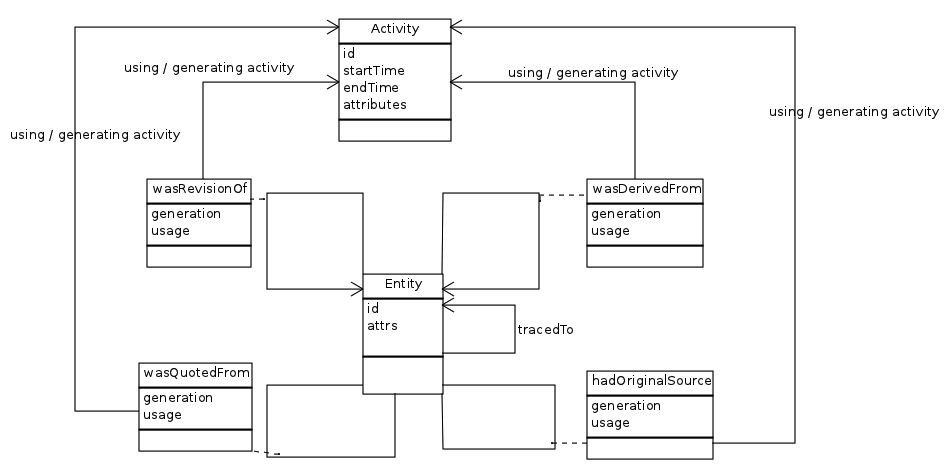 Activity
id
startTime
endTime
attributes
using / generating activity
using / generating activity
using / generating activity
using / generating activity
wasRevisionOf
generation
usage
wasDerivedFrom
generation
usage
Entity
id
attrs
tracedTo
wasQuotedFrom
generation
usage
hadOriginalSource
generation
usage